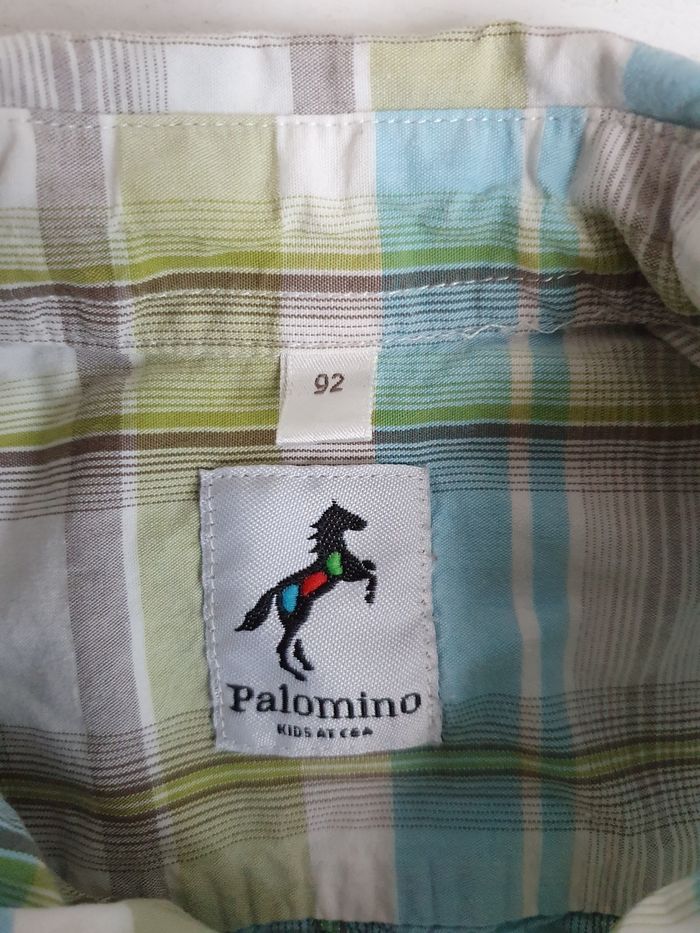 92
Palomino
KIDS AT C&A